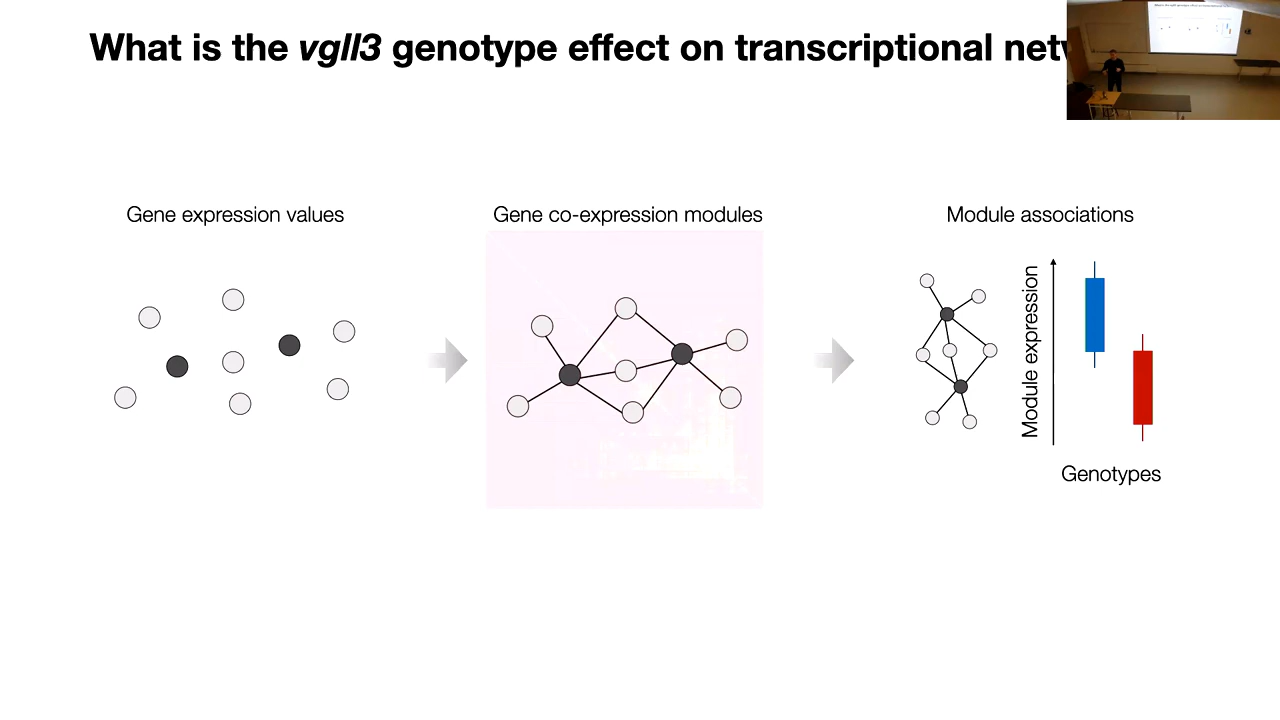 What is the vgll3 genotype effect on transcriptional
Gene expression values
Gene co-expression modules
Module associations
Module expression
Genotypes